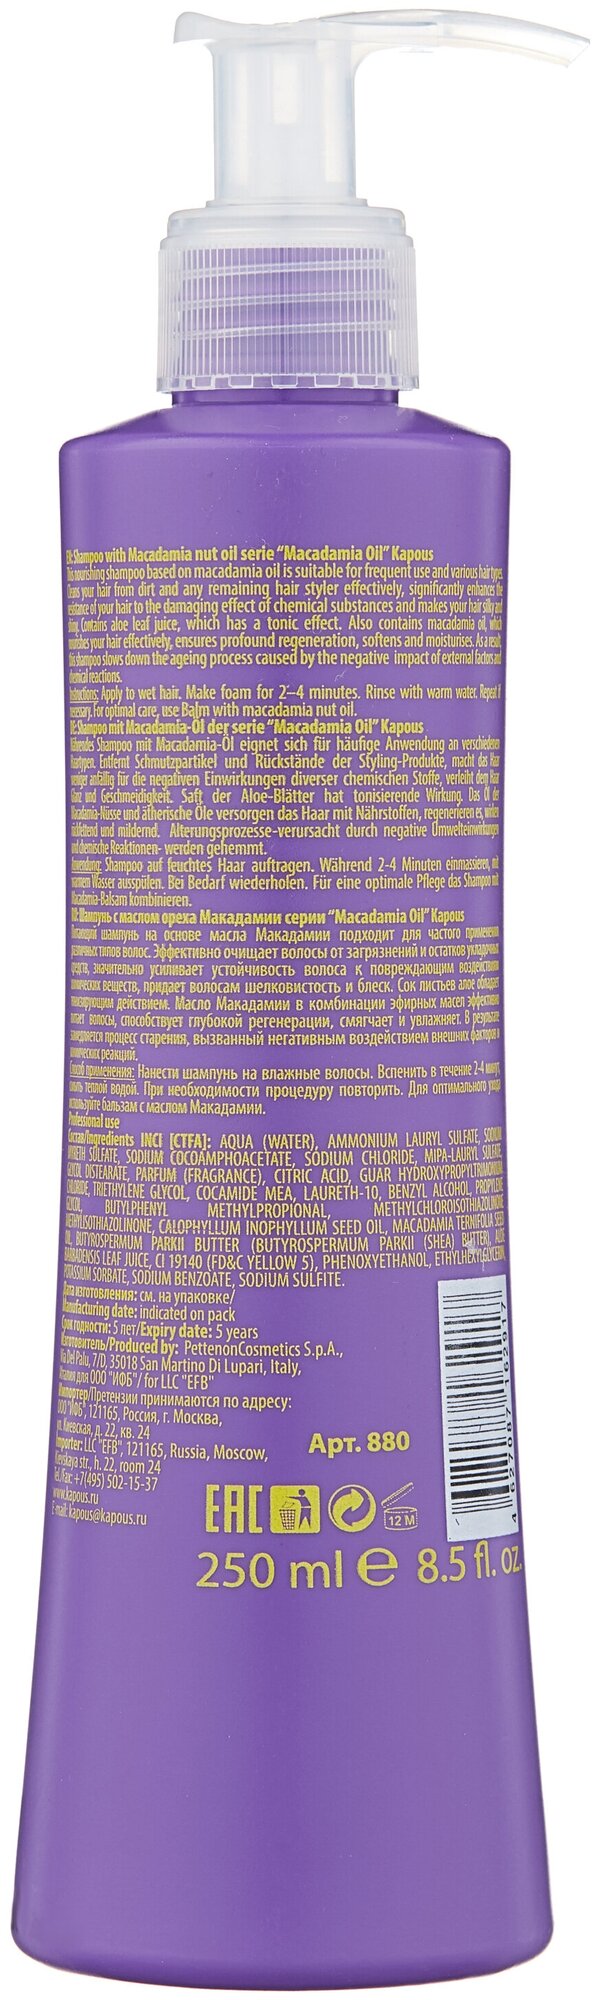 EN: Shampoo with Macadamia nut oil serie "Macadamia Oil" Kapous
This nourishing shampoo based on macadamia oil is suitable for frequent use and various hair types.
Cleans your hair from dirt and any remaining hair styler effectively, significantly enhances the
resistance of your hair to the damaging effect of chemical substances and makes your hair silky and
shiny. Contains aloe leaf juice, which has a tonic effect. Also contains macadamia oil, which
nourishes your hair effectively, ensures profound regeneration, softens and moisturises. As a result,
this shampoo slows down the ageing process caused by the negative impact of external factors and
chemical reactions.
Instructions: Apply to wet hair. Make foam for 2–4 minutes. Rinse with warm water. Repeat if
necessary. For optimal care, use Balm with macadamia nut oil.
DE: Shampoo mit Macadamia-Öl der serie "Macadamia Oil" Kapous
Nährendes Shampoo mit Macadamia-Öl eignet sich für häufige Anwendung an verschiedenen
Haartypen. Entfernt Schmutzpartikel und Rückstände der Styling-Produkte, macht das Haar
weniger anfällig für die negativen Einwirkungen diverser chemischen Stoffe, verleiht dem Haar
Glanz und Geschmeidigkeit. Saft der Aloe-Blätter hat tonisierende Wirkung. Das Öl der
Macadamia-Nüsse und ätherische Öle versorgen das Haar mit Nährstoffen, regenerieren es, wirken
rückfettend und mildernd. Alterungsprozesse-verursacht durch negative Umwelteinwirkungen
und chemische Reaktionen- werden gehemmt.
Anwendung: Shampoo auf feuchtes Haar auftragen. Während 2-4 Minuten einmassieren, mit
warmem Wasser ausspülen. Bei Bedarf wiederholen. Für eine optimale Pflege das Shampoo mit
Macadamia-Balsam kombinieren.
RU: Шампунь с маслом ореха Макадамии серии "Macadamia Oil" Kapous
Питающий шампунь на основе масла Макадамии подходит для частого применения
различных типов волос. Эффективно очищает волосы от загрязнений и остатков укладочных
средств, значительно усиливает устойчивость волоса к повреждающим воздействиям
химических веществ, придает волосам шелковистость и блеск. Сок листьев алое обладает
тонизирующим действием. Масло Макадамии в комбинации эфирных масел эффективно
питает волосы, способствует глубокой регенерации, смягчает и увлажняет. В результате
замедляется процесс старения, вызванный негативным воздействием внешних факторов и
химических реакций.
Способ применения: Нанести шампунь на влажные волосы. Вспенить в течение 2-4 минут,
смыть теплой водой. При необходимости процедуру повторить. Для оптимального ухода
используйте бальзам с маслом Макадамии.
Professional use
Состав/Ingredients INCI [CTFA]: AQUA (WATER), AMMONIUM LAURYL SULFATE, SODIUM
MYRETH SULFATE, SODIUM COCOAMPHOACETATE, SODIUM CHLORIDE, MIPA-LAURYL SULFATE,
GLYCOL DISTEARATE, PARFUM (FRAGRANCE), CITRIC ACID, GUAR HYDROXYPROPYLTRIMONIUM
CHLORIDE, TRIETHYLENE GLYCOL, COCAMIDE MEA, LAURETH-10, BENZYL ALCOHOL, PROPYLENE
GLYCOL, BUTYLPHENYL METHYLPROPIONAL, METHYLCHLOROISOTHIAZOLINONE,
METHYLISOTHIAZOLINONE, CALOPHYLLUM INOPHYLLUM SEED OIL, MACADAMIA TERNIFOLIA SEED
OIL, BUTYROSPERMUM PARKII BUTTER (BUTYROSPERMUM PARKII (SHEA) BUTTER), ALOE
BARBADENSIS LEAF JUICE, CI 19140 (FD&C YELLOW 5), PHENOXYETHANOL, ETHYLHEXYLGLYCERIN,
POTASSIUM SORBATE, SODIUM BENZOATE, SODIUM SULFITE.
Дата изготовления: см. на упаковке/
Manufacturing date: indicated on pack
Срок годности: 5 лет/Expiry date: 5 years
Изготовитель/Produced by: PettenonCosmetics S.p.A.,
Via Del Palu, 7/D, 35018 San Martino Di Lupari, Italy,
Италия для ООО "ИФБ"/ for LLC "EFB"
Импортер/Претензии принимаются по адресу:
ООО "ИФБ", 121165, Россия, г. Москва,
ул. Киевская, д. 22, кв. 24
Importer: LLC "EFB", 121165, Russia, Moscow,
Kievskaya str., h. 22, room 24
Tel./Fax: +7(495) 502-15-37
www.kapous.ru
E-mail: kapous@kapous.ru
Арт. 880
4 627087 162917
EAC
12 M
250 ml e 8.5 fl. oz.